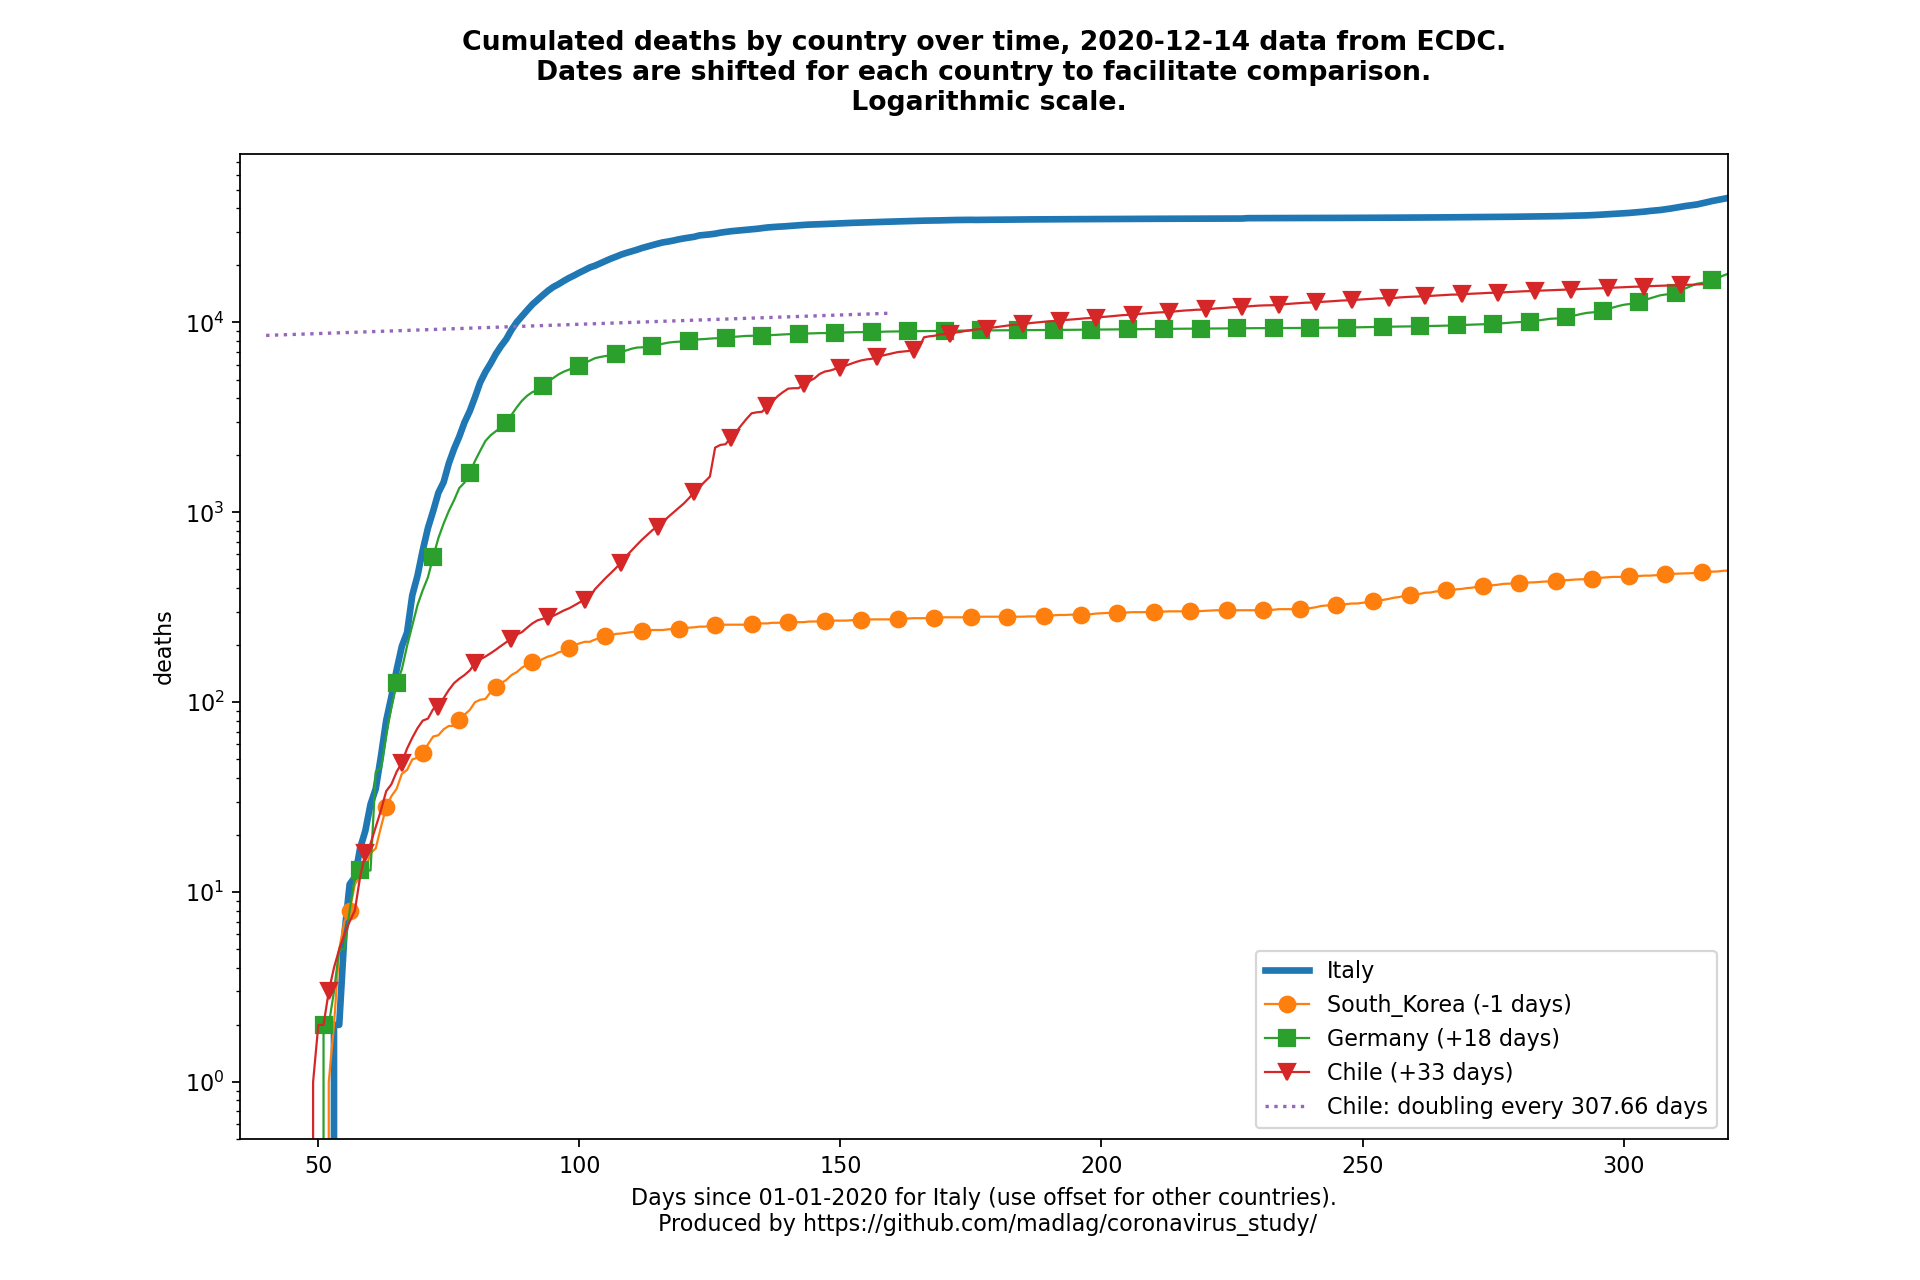 Cumulated deaths by country over time, 2020-12-14 data from ECDC.
Dates are shifted for each country to facilitate comparison.
Logarithmic scale.
deaths
10^4
10^3
10^2
10^1
10^0
50 100 150 200 250 300
Italy
South_Korea (-1 days)
Germany (+18 days)
Chile (+33 days)
Chile: doubling every 307.66 days
Days since 01-01-2020 for Italy (use offset for other countries).
Produced by https://github.com/madlag/coronavirus_study/